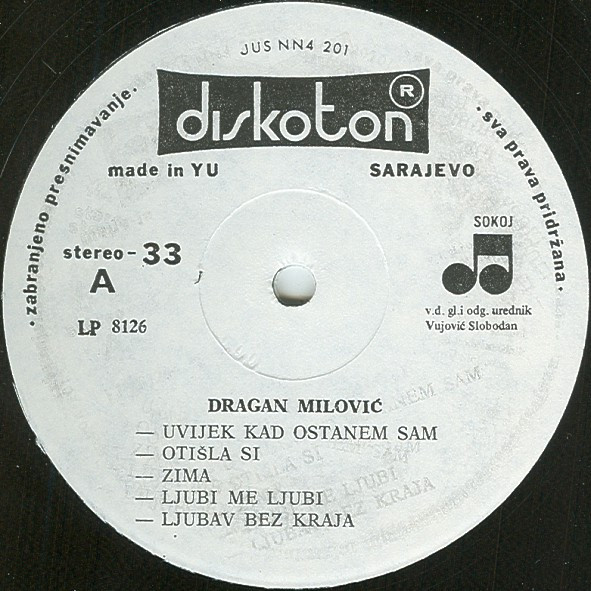 JUS NN4 201
diskoton ®
made in YU
SARAJEVO
• zabranjeno presnimavanje •
• sva prava pridržana •
stereo - 33
A
LP 8126
SOKOJ
v.d. gl.i odg. urednik
Vujović Slobodan
DRAGAN MILOVIĆ
— UVIJEK KAD OSTANEM SAM
— OTIŠLA SI
— ZIMA
— LJUBI ME LJUBI
— LJUBAV BEZ KRAJA